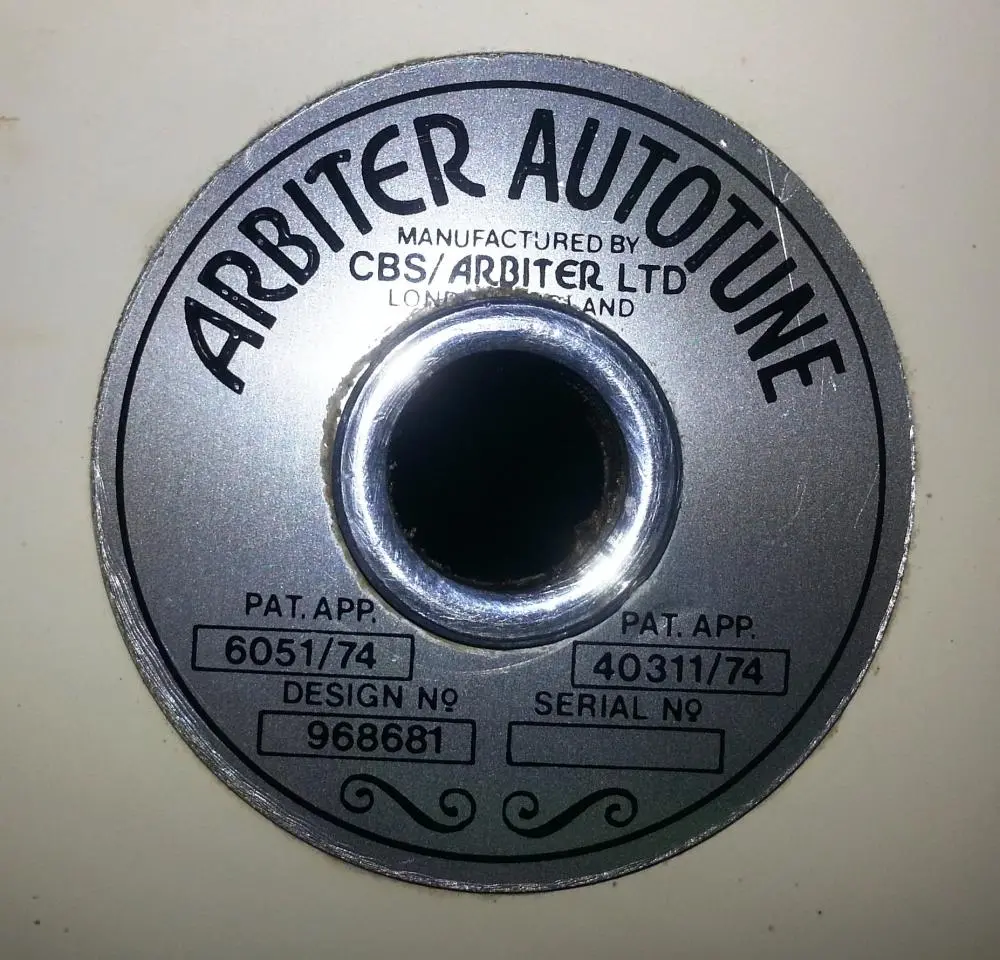 ARBITER AUTOTUNE
MANUFACTURED BY
CBS/ARBITER LTD
PAT. APP.
6051/74
PAT. APP.
40311/74
DESIGN Nº
968681
SERIAL Nº